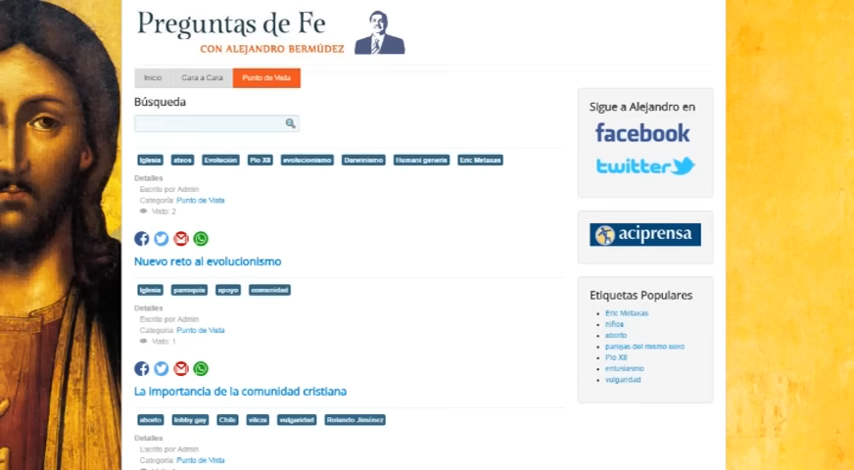 Preguntas de Fe
CON ALEJANDRO BERMÚDEZ
Inicio Cara a Cara Punto de Vista
Búsqueda
Iglesia ateos Evolución Pio XII evolucionismo Darwinismo Humani generis Eric Metaxas
Detalles
Escrito por Admin
Categoría: Punto de Vista
Visto: 2
Nuevo reto al evolucionismo
Iglesia parroquia apoyo comunidad
Detalles
Escrito por Admin
Categoría: Punto de Vista
Visto: 1
La importancia de la comunidad cristiana
aborto lobby gay Chile vulgaridad Rolando Jiménez
Detalles
Escrito por Admin
Categoría: Punto de Vista
Sigue a Alejandro en
facebook
twitter
aciprensa
Etiquetas Populares
Eric Metaxas
niños
aborto
parejas del mismo sexo
Pio XII
entusiasmo
vulgaridad